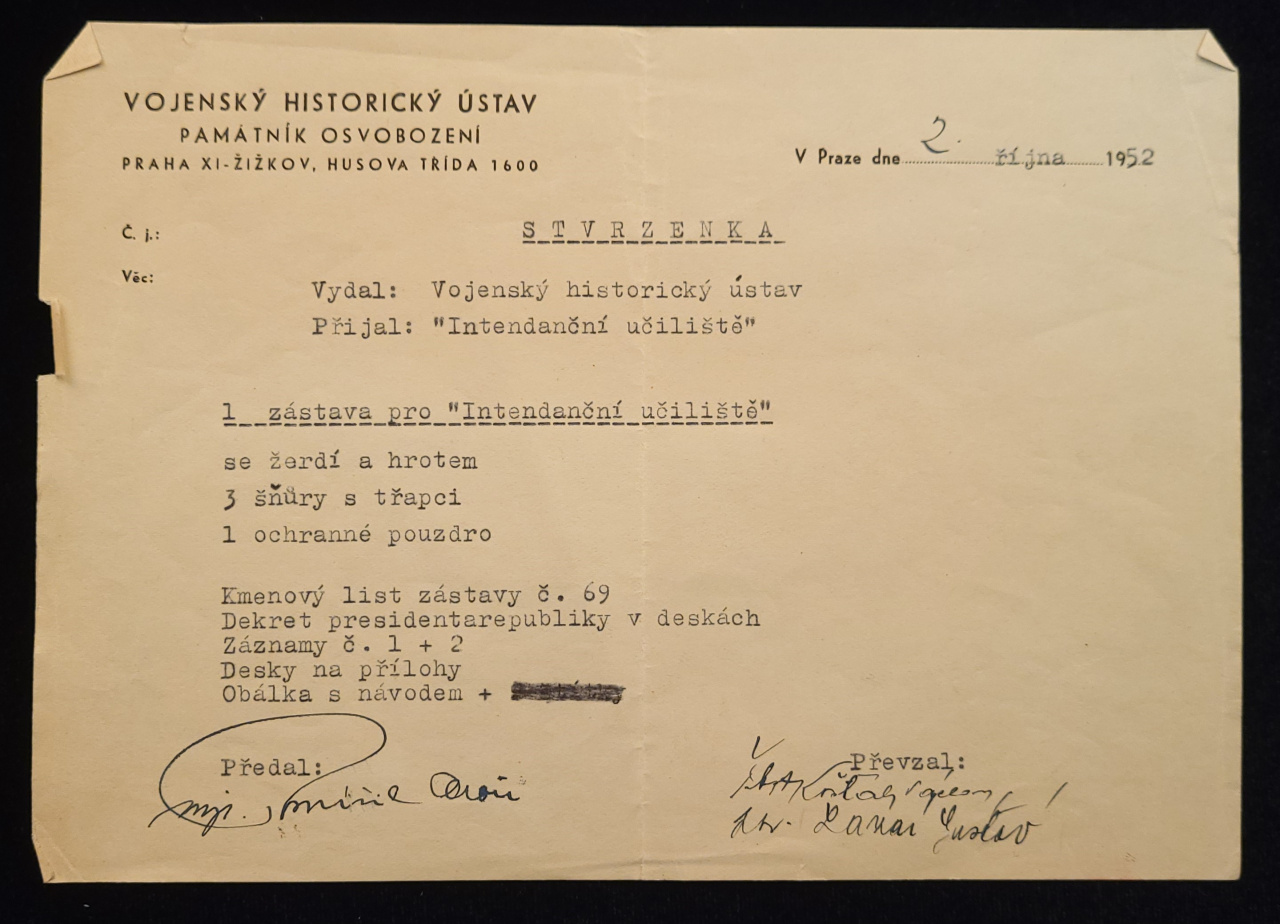 VOJENSKÝ HISTORICKÝ ÚSTAV
PAMÁTNÍK OSVOBOZENÍ
PRAHA XI-ŽIŽKOV, HUSOVA TŘÍDA 1600
V Praze dne 2. října 1952
Č. j.:
STVRZENKA
Věc:
Vydal: Vojenský historický ústav
Přijal: "Intendanční učiliště"
1 zástava pro "Intendanční učiliště"
se žerdí a hrotem
3 šňůry s třapci
1 ochranné pouzdro
Kmenový list zástavy č. 69
Dekret presidentarepubliky v deskách
Záznamy č. 1 + 2
Desky na přílohy
Obálka s návodem +
Předal:
Převzal:
mjr.
Gustav